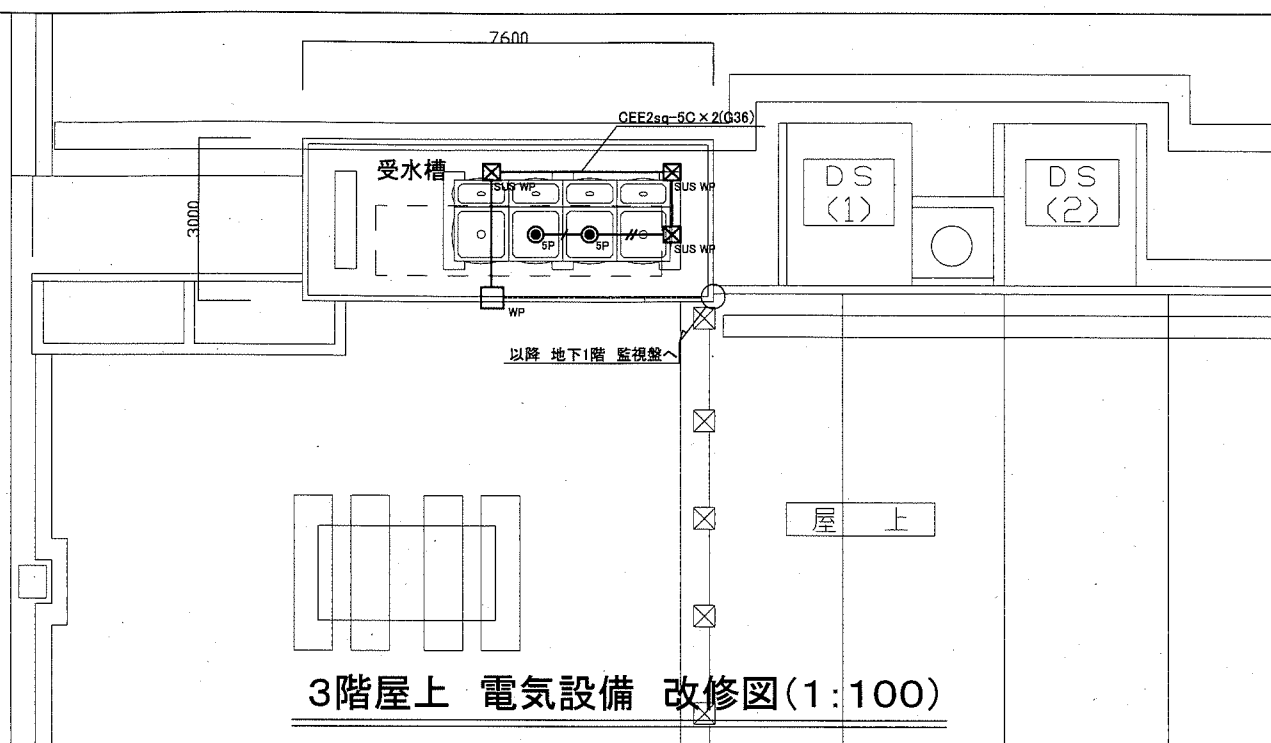 7600
CEE2sq-5C×2(G36)
受水槽
SUS WP
SUS WP
DS
(1)
DS
(2)
3000
5P
5P
SUS WP
WP
以降 地下1階 監視盤へ
屋 上
3階屋上 電気設備 改修図(1:100)